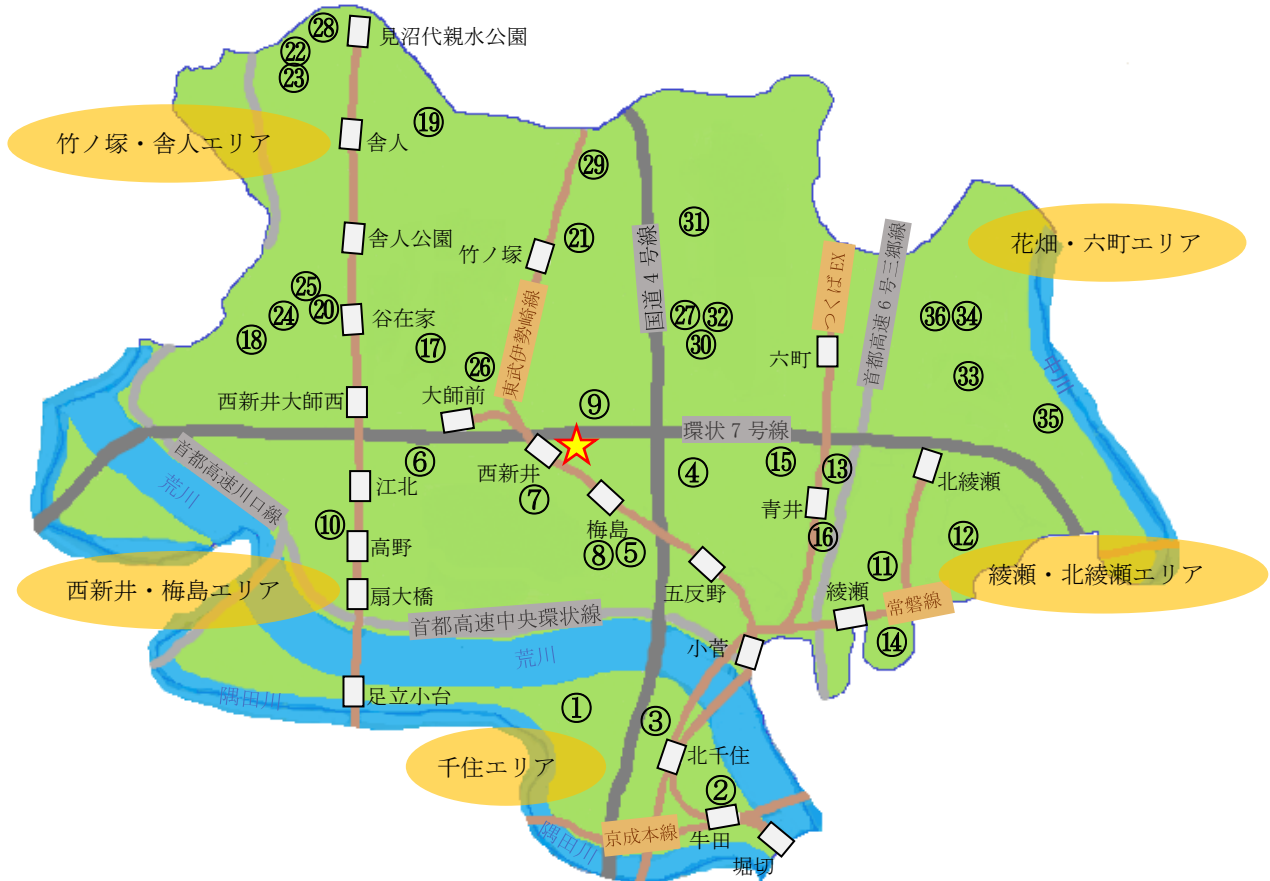 ㉘
見沼代親水公園
㉒
㉓
⑲
竹ノ塚・舎人エリア
舎人
㉙
㉛
舎人公園
㉑
竹ノ塚
国道4号線
つくばEX
首都高速6号三郷線
花畑・六町エリア
㉕
㉔
⑳
谷在家
東武伊勢崎線
㉗
㉜
㉚
㊱
㉞
⑱
⑰
㉖
六町
㉝
中川
西新井大師西
大師前
⑨
㉟
環状7号線
首都高速川口線
⑥
西新井
④
⑮
⑬
北綾瀬
荒川
江北
⑦
青井
⑩
高野
梅島
⑧
⑤
⑯
⑫
⑪
西新井・梅島エリア
扇大橋
五反野
綾瀬
綾瀬・北綾瀬エリア
首都高速中央環状線
常磐線
荒川
小菅
⑭
隅田川
足立小台
①
③
千住エリア
北千住
②
隅田川
京成本線
牛田
堀切